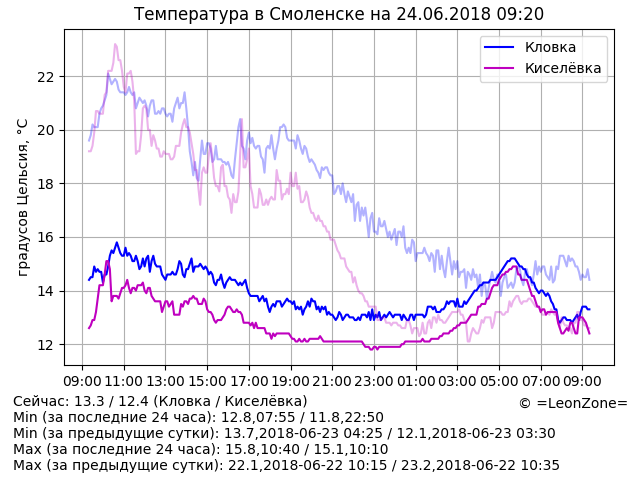 Температура в Смоленске на 24.06.2018 09:20
Кловка
Киселёвка
градусов Цельсия, °C
22
20
18
16
14
12
09:00 11:00 13:00 15:00 17:00 19:00 21:00 23:00 01:00 03:00 05:00 07:00 09:00
Сейчас: 13.3 / 12.4 (Кловка / Киселёвка)
© =LeonZone=
Min (за последние 24 часа): 12.8,07:55 / 11.8,22:50
Min (за предыдущие сутки): 13.7,2018-06-23 04:25 / 12.1,2018-06-23 03:30
Max (за последние 24 часа): 15.8,10:40 / 15.1,10:10
Max (за предыдущие сутки): 22.1,2018-06-22 10:15 / 23.2,2018-06-22 10:35